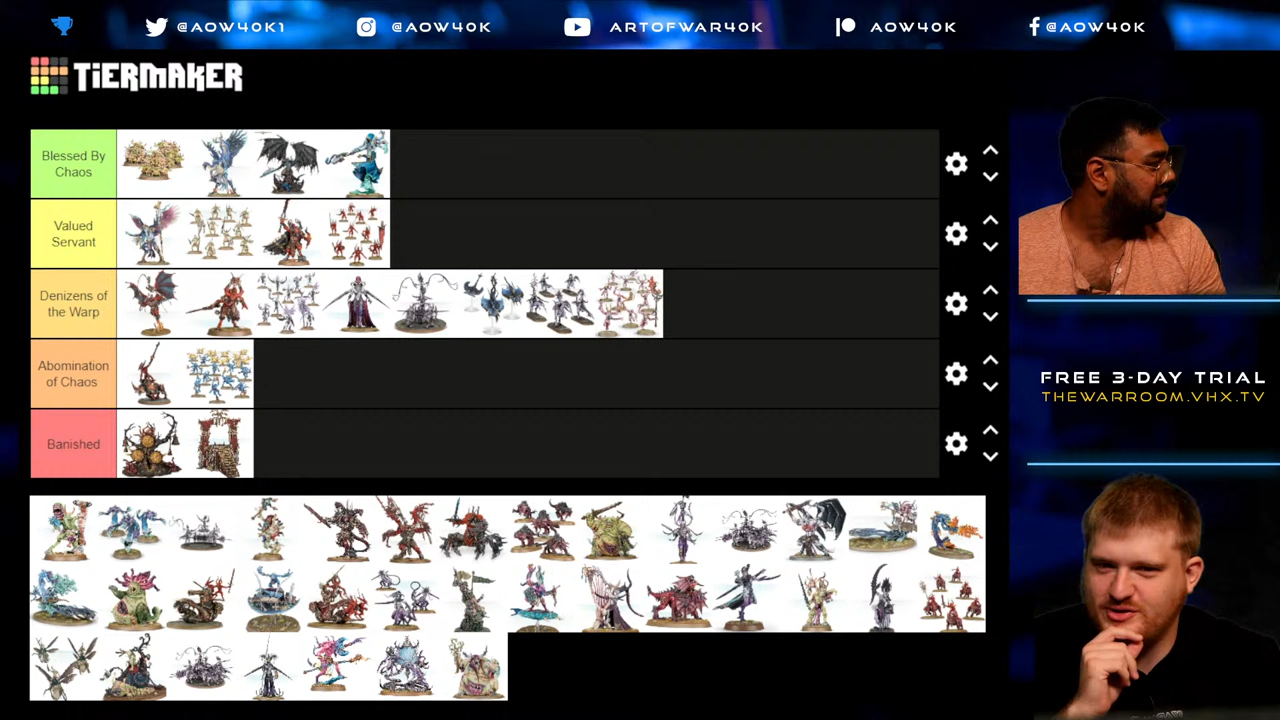 @AOW40K1
@AOW40K
ARTOFWAR40K
AOW40K
@AOW40K
TiERMAKER
Blessed By
Chaos
Valued
Servant
Denizens of
the Warp
Abomination
of Chaos
Banished
FREE 3-DAY TRIAL
THEWARROOM.VHX.TV